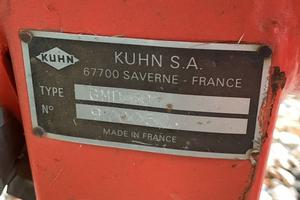 KUHN
KUHN S.A.
67700 SAVERNE - FRANCE
TYPE
N°
MADE IN FRANCE